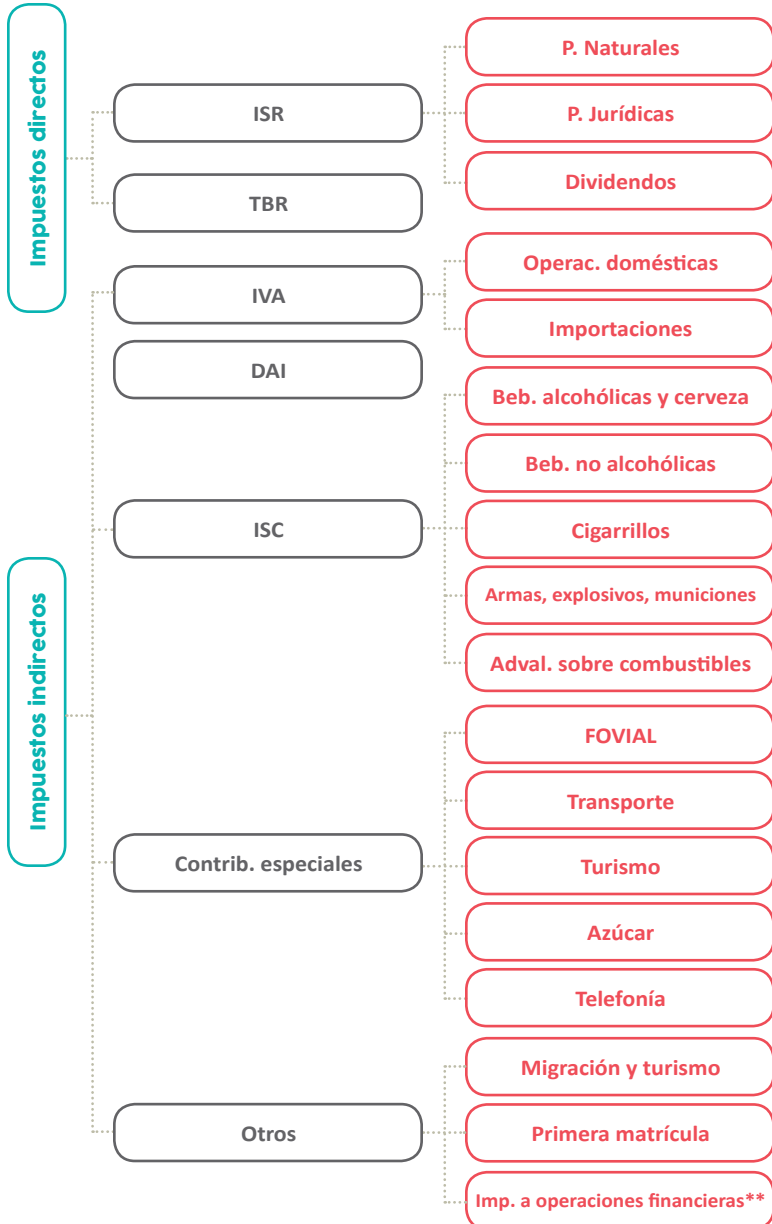 Impuestos directos
ISR
P. Naturales
P. Jurídicas
Dividendos
TBR
Impuestos indirectos
IVA
Operac. domésticas
Importaciones
DAI
ISC
Beb. alcohólicas y cerveza
Beb. no alcohólicas
Cigarrillos
Armas, explosivos, municiones
Adval. sobre combustibles
Contrib. especiales
FOVIAL
Transporte
Turismo
Azúcar
Telefonía
Otros
Migración y turismo
Primera matrícula
Imp. a operaciones financieras**